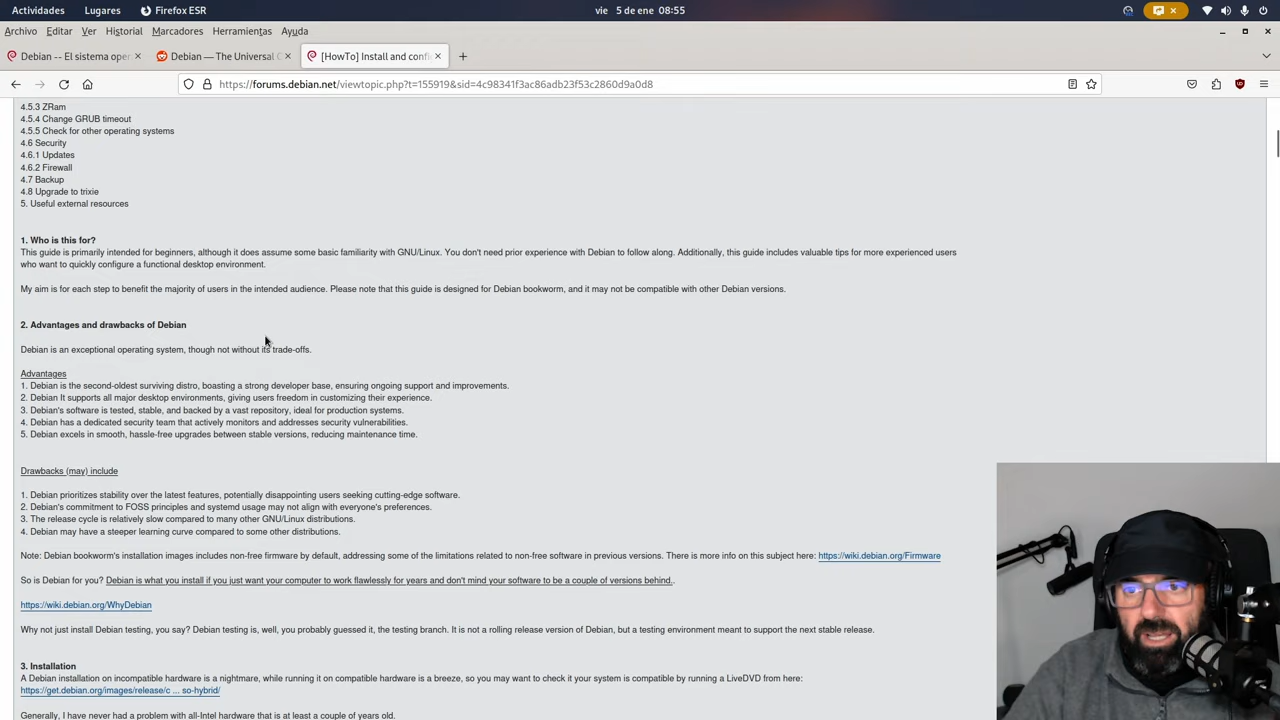 Actividades
Lugares
Firefox ESR
vie 5 de ene 08:55
Archivo
Editar
Ver
Historial
Marcadores
Herramientas
Ayuda
Debian -- El sistema oper
Debian — The Universal O
[HowTo] Install and confi
https://forums.debian.net/viewtopic.php?t=155919&sid=4c98341f3ac86adb23f53c2860d9a0d8
4.5.3 ZRam
4.5.4 Change GRUB timeout
4.5.5 Check for other operating systems
4.6 Security
4.6.1 Updates
4.6.2 Firewall
4.7 Backup
4.8 Upgrade to trixie
5. Useful external resources
1. Who is this for?
This guide is primarily intended for beginners, although it does assume some basic familiarity with GNU/Linux. You don't need prior experience with Debian to follow along. Additionally, this guide includes valuable tips for more experienced users
who want to quickly configure a functional desktop environment.
My aim is for each step to benefit the majority of users in the intended audience. Please note that this guide is designed for Debian bookworm, and it may not be compatible with other Debian versions.
2. Advantages and drawbacks of Debian
Debian is an exceptional operating system, though not without its trade-offs.
Advantages
1. Debian is the second-oldest surviving distro, boasting a strong developer base, ensuring ongoing support and improvements.
2. Debian It supports all major desktop environments, giving users freedom in customizing their experience.
3. Debian's software is tested, stable, and backed by a vast repository, ideal for production systems.
4. Debian has a dedicated security team that actively monitors and addresses security vulnerabilities.
5. Debian excels in smooth, hassle-free upgrades between stable versions, reducing maintenance time.
Drawbacks (may) include
1. Debian prioritizes stability over the latest features, potentially disappointing users seeking cutting-edge software.
2. Debian's commitment to FOSS principles and systemd usage may not align with everyone's preferences.
3. The release cycle is relatively slow compared to many other GNU/Linux distributions.
4. Debian may have a steeper learning curve compared to some other distributions.
Note: Debian bookworm's installation images includes non-free firmware by default, addressing some of the limitations related to non-free software in previous versions. There is more info on this subject here: https://wiki.debian.org/Firmware
So is Debian for you? Debian is what you install if you just want your computer to work flawlessly for years and don't mind your software to be a couple of versions behind..
https://wiki.debian.org/WhyDebian
Why not just install Debian testing, you say? Debian testing is, well, you probably guessed it, the testing branch. It is not a rolling release version of Debian, but a testing environment meant to support the next stable release.
3. Installation
A Debian installation on incompatible hardware is a nightmare, while running it on compatible hardware is a breeze, so you may want to check it your system is compatible by running a LiveDVD from here:
https://get.debian.org/images/release/c ... so-hybrid/
Generally, I have never had a problem with all-Intel hardware that is at least a couple of years old.